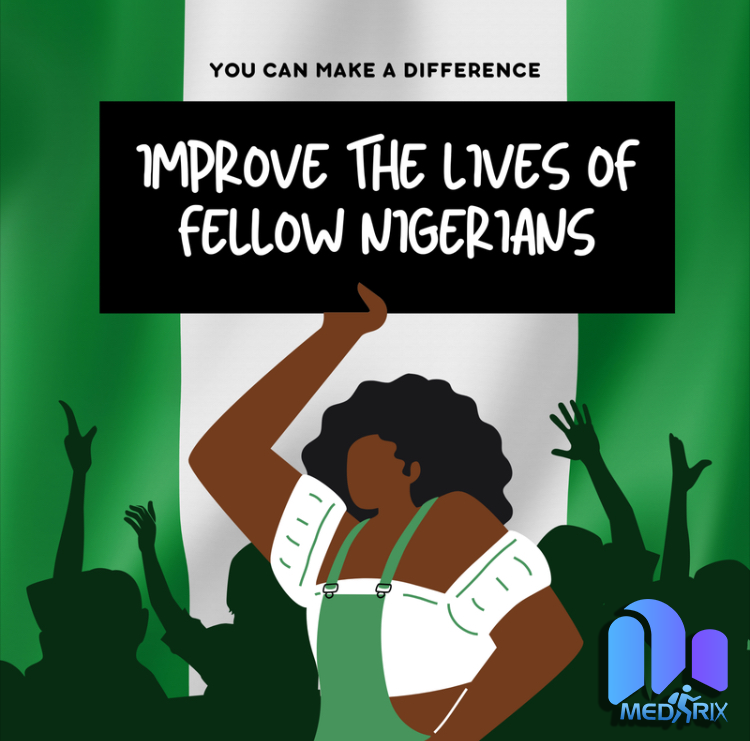 YOU CAN MAKE A DIFFERENCE
IMPROVE THE LIVES OF
FELLOW NIGERIANS
MEDRIX